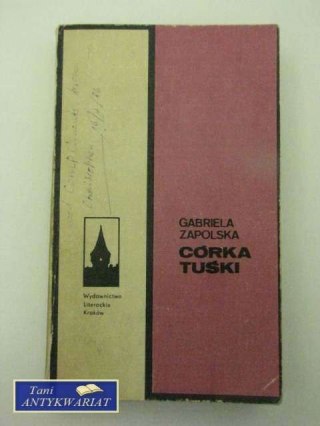 GABRIELA
ZAPOLSKA
CÓRKA
TUŚKI
Wydawnictwo
Literackie
Kraków
Tani
ANTYKWARIAT